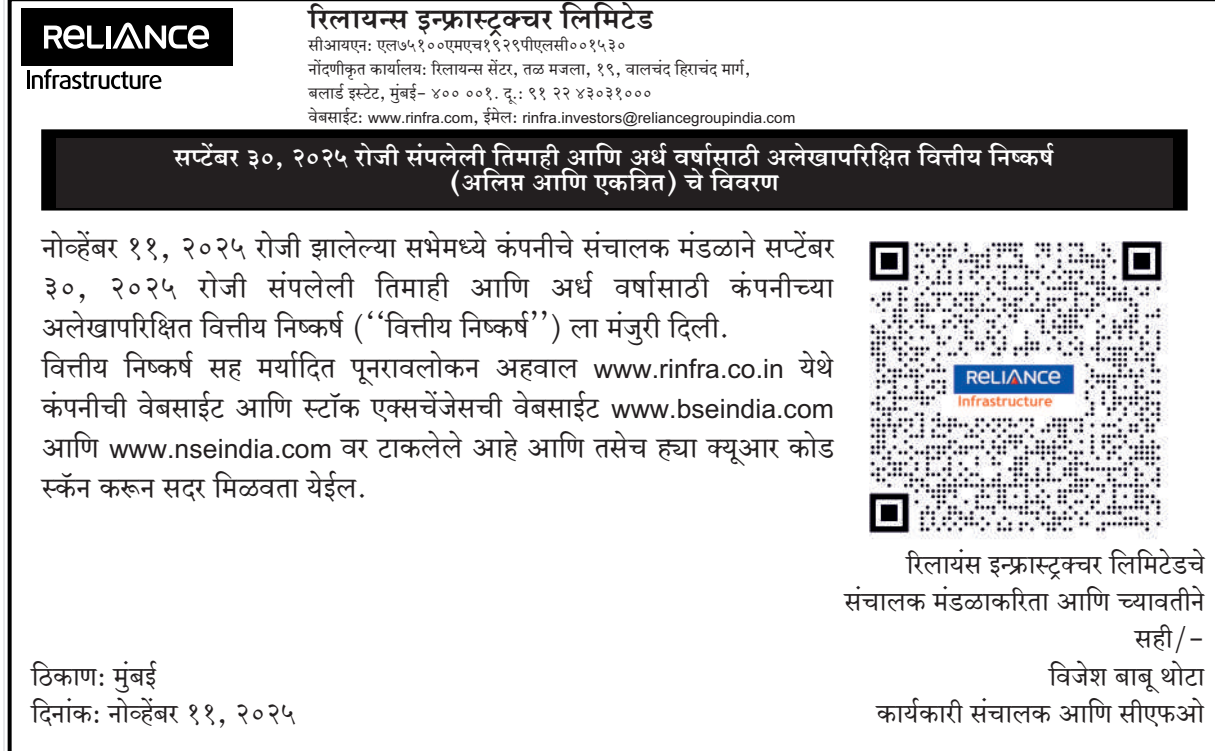 RELIANCE
Infrastructure
रिलायन्स इन्फ्रास्ट्रक्चर लिमिटेड
सीआयएन: एल७५१००एमएच१९२९पीएलसी००१५३०
नोंदणीकृत कार्यालय: रिलायन्स सेंटर, तळ मजला, १९, वालचंद हिराचंद मार्ग,
बलार्ड इस्टेट, मुंबई– ४०० ००१. दू.: ९१ २२ ४३०३१०००
वेबसाईट: www.rinfra.com, ईमेल: rinfra.investors@reliancegroupindia.com
सप्टेंबर ३०, २०२५ रोजी संपलेली तिमाही आणि अर्ध वर्षासाठी अलेखापरिक्षित वित्तीय निष्कर्ष
(अलिप्त आणि एकत्रित) चे विवरण
नोव्हेंबर ११, २०२५ रोजी झालेल्या सभेमध्ये कंपनीचे संचालक मंडळाने सप्टेंबर
३०, २०२५ रोजी संपलेली तिमाही आणि अर्ध वर्षासाठी कंपनीच्या
अलेखापरिक्षित वित्तीय निष्कर्ष (‘‘वित्तीय निष्कर्ष’’) ला मंजुरी दिली.
वित्तीय निष्कर्ष सह मर्यादित पूनरावलोकन अहवाल www.rinfra.co.in येथे
कंपनीची वेबसाईट आणि स्टॉक एक्सचेंजेसची वेबसाईट www.bseindia.com
आणि www.nseindia.com वर टाकलेले आहे आणि तसेच ह्या क्यूआर कोड
स्कॅन करून सदर मिळवता येईल.
RELIANCE
Infrastructure
रिलायंस इन्फ्रास्ट्रक्चर लिमिटेडचे
संचालक मंडळाकरिता आणि च्यावतीने
सही/–
विजेश बाबू थोटा
कार्यकारी संचालक आणि सीएफओ
ठिकाण: मुंबई
दिनांक: नोव्हेंबर ११, २०२५